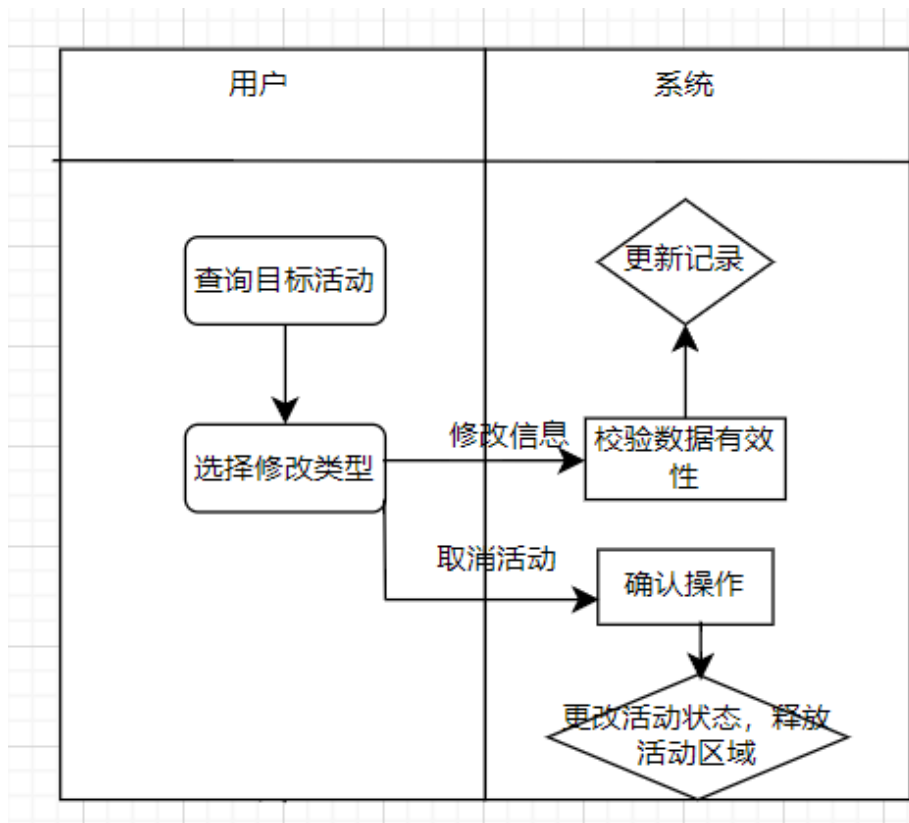 用户
系统
查询目标活动
更新记录
选择修改类型
修改信息
校验数据有效
性
取消活动
确认操作
更改活动状态，释放
活动区域